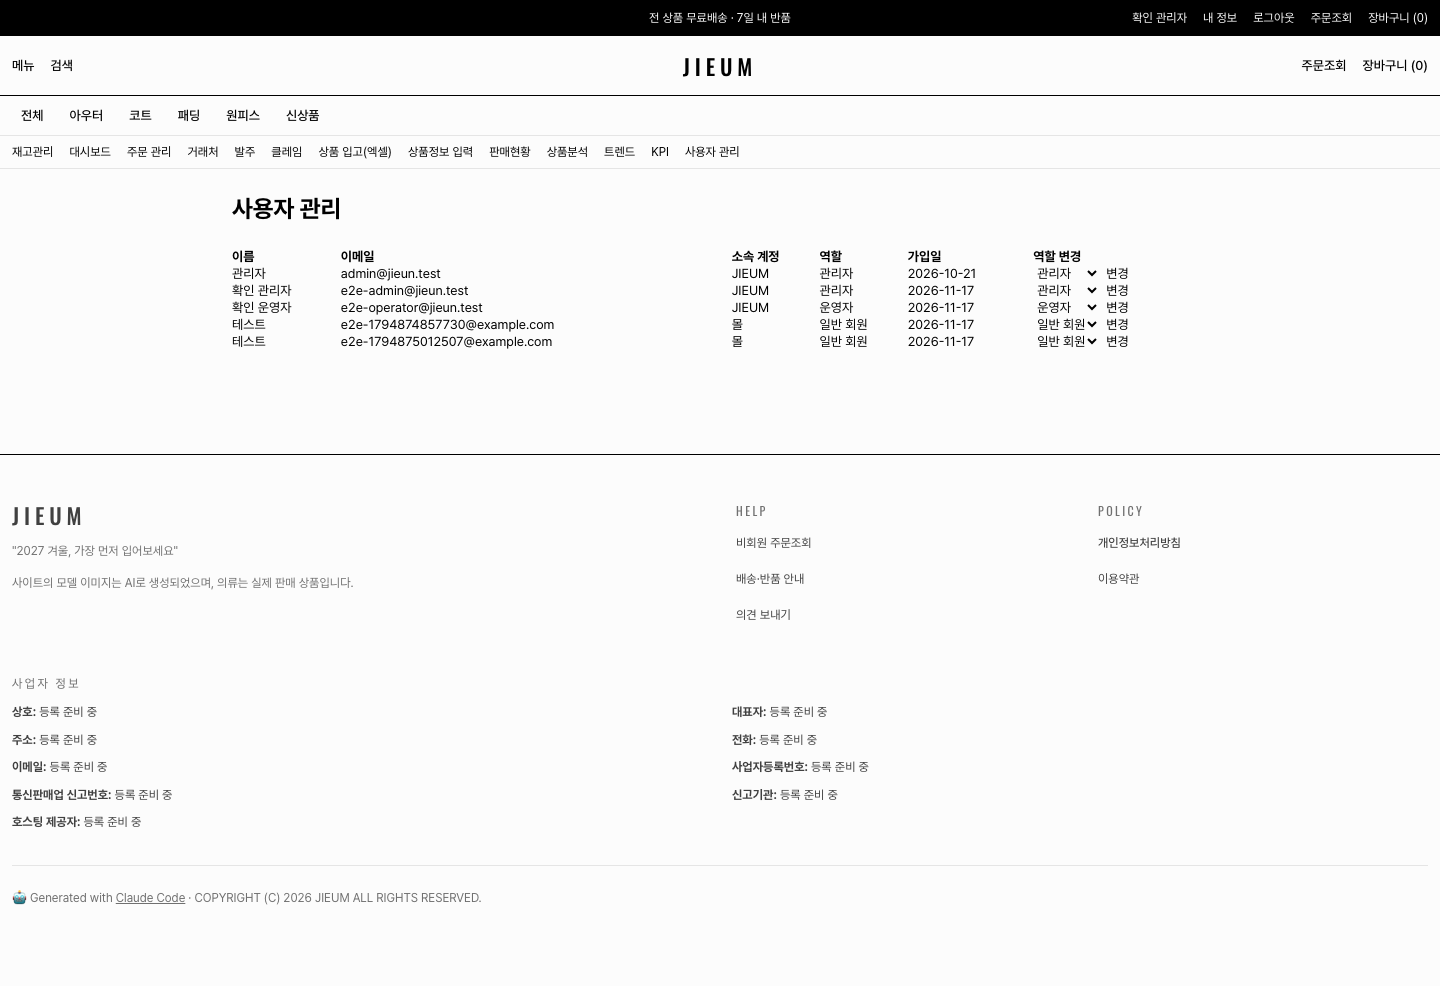 전 상품 무료배송 · 7일 내 반품
확인 관리자 내 정보 로그아웃 주문조회 장바구니 (0)
메뉴 검색
JIEUM
주문조회 장바구니 (0)
전체 아우터 코트 패딩 원피스 신상품
재고관리 대시보드 주문 관리 거래처 발주 클레임 상품 입고(엑셀) 상품정보 입력 판매현황 상품분석 트렌드 KPI 사용자 관리
사용자 관리
이름 이메일 소속 계정 역할 가입일 역할 변경
관리자 admin@jieun.test JIEUM 관리자 2026-10-21 관리자 변경
확인 관리자 e2e-admin@jieun.test JIEUM 관리자 2026-11-17 관리자 변경
확인 운영자 e2e-operator@jieun.test JIEUM 운영자 2026-11-17 운영자 변경
테스트 e2e-1794874857730@example.com 몰 일반 회원 2026-11-17 일반 회원 변경
테스트 e2e-1794875012507@example.com 몰 일반 회원 2026-11-17 일반 회원 변경
JIEUM
"2027 겨울, 가장 먼저 입어보세요"
사이트의 모델 이미지는 AI로 생성되었으며, 의류는 실제 판매 상품입니다.
HELP
비회원 주문조회
배송·반품 안내
의견 보내기
POLICY
개인정보처리방침
이용약관
사업자 정보
상호: 등록 준비 중
대표자: 등록 준비 중
주소: 등록 준비 중
전화: 등록 준비 중
이메일: 등록 준비 중
사업자등록번호: 등록 준비 중
통신판매업 신고번호: 등록 준비 중
신고기관: 등록 준비 중
호스팅 제공자: 등록 준비 중
🤖 Generated with Claude Code · COPYRIGHT (C) 2026 JIEUM ALL RIGHTS RESERVED.